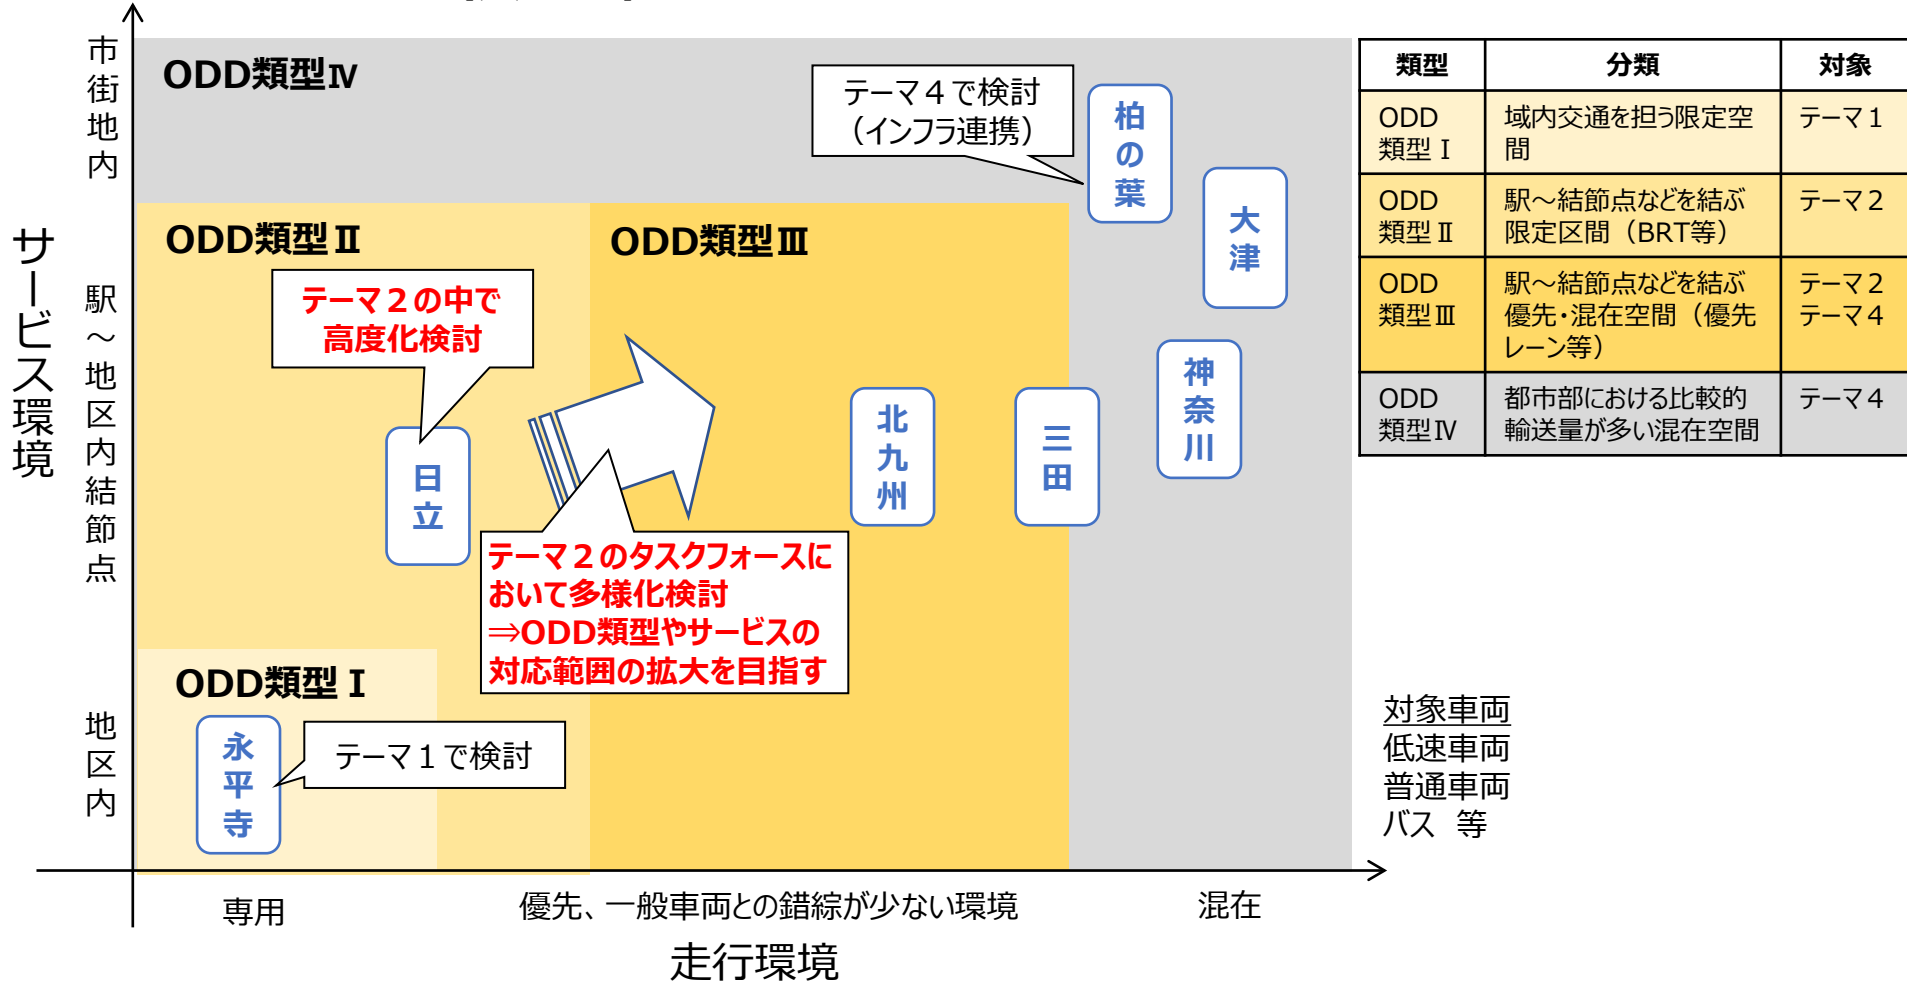 サービス環境
市街地内
駅～地区内結節点
地区内
ODD類型Ⅳ
テーマ４で検討
（インフラ連携）
柏の葉
大津
ODD類型Ⅱ
ODD類型Ⅲ
テーマ２の中で
高度化検討
日立
北九州
三田
神奈川
テーマ２のタスクフォースに
おいて多様化検討
⇒ODD類型やサービスの
対応範囲の拡大を目指す
ODD類型Ⅰ
永平寺
テーマ１で検討
専用
優先、一般車両との錯綜が少ない環境
混在
走行環境
類型 分類 対象
ODD 域内交通を担う限定空 テーマ１
類型Ⅰ 間
ODD 駅～結節点などを結ぶ テーマ２
類型Ⅱ 限定区間（BRT等）
ODD 駅～結節点などを結ぶ テーマ２
類型Ⅲ 優先・混在空間（優先 テーマ４
レーン等）
ODD 都市部における比較的 テーマ４
類型Ⅳ 輸送量が多い混在空間
対象車両
低速車両
普通車両
バス 等